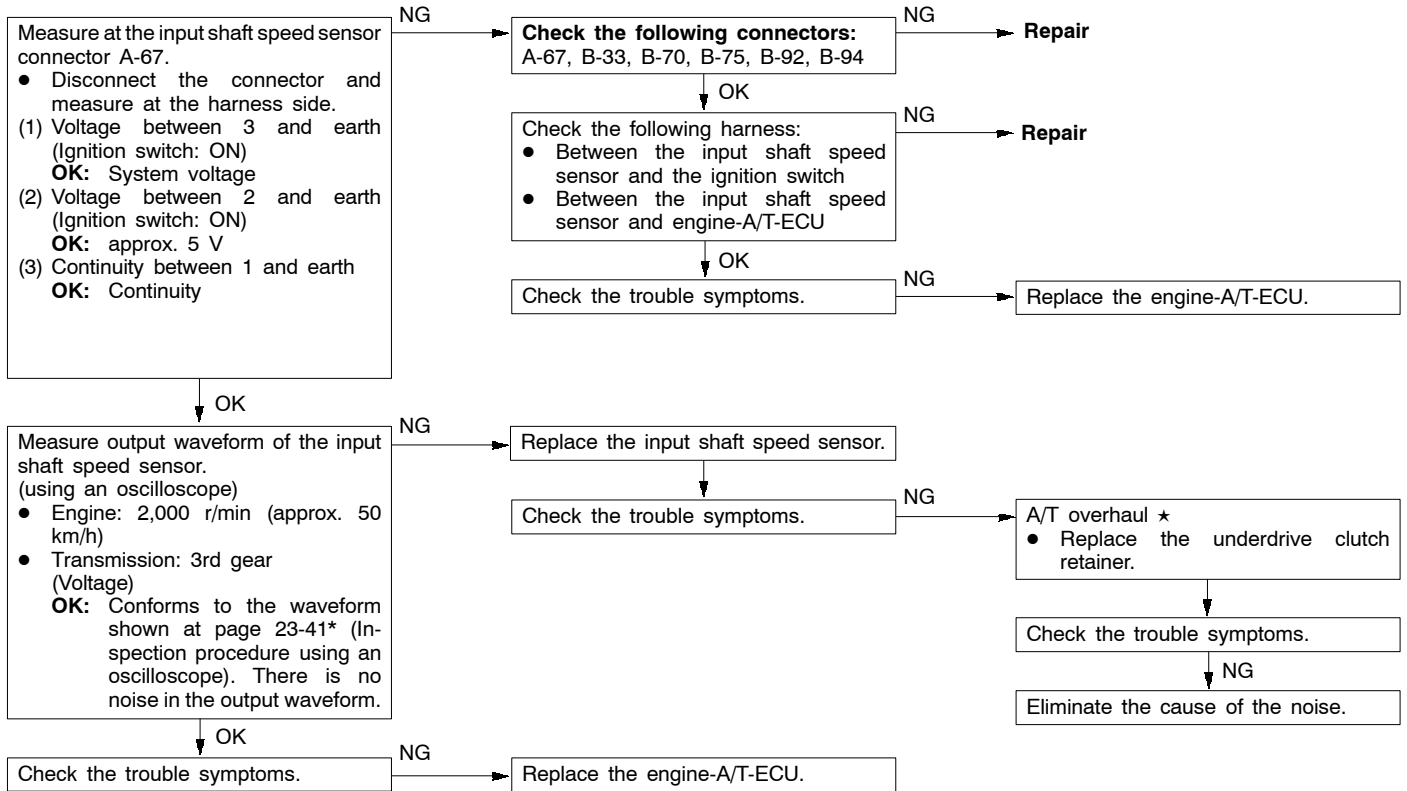 Measure at the input shaft speed sensor
connector A-67.
● Disconnect the connector and
measure at the harness side.
(1) Voltage between 3 and earth
(Ignition switch: ON)
OK: System voltage
(2) Voltage between 2 and earth
(Ignition switch: ON)
OK: approx. 5 V
(3) Continuity between 1 and earth
OK: Continuity
NG
Check the following connectors:
A-67, B-33, B-70, B-75, B-92, B-94
NG
Repair
OK
Check the following harness:
● Between the input shaft speed
sensor and the ignition switch
● Between the input shaft speed
sensor and engine-A/T-ECU
NG
Repair
OK
Check the trouble symptoms.
NG
Replace the engine-A/T-ECU.
OK
Measure output waveform of the input
shaft speed sensor.
(using an oscilloscope)
● Engine: 2,000 r/min (approx. 50
km/h)
● Transmission: 3rd gear
(Voltage)
OK: Conforms to the waveform
shown at page 23-41* (In-
spection procedure using an
oscilloscope). There is no
noise in the output waveform.
NG
Replace the input shaft speed sensor.
Check the trouble symptoms.
NG
A/T overhaul ★
● Replace the underdrive clutch
retainer.
Check the trouble symptoms.
NG
Eliminate the cause of the noise.
OK
Check the trouble symptoms.
NG
Replace the engine-A/T-ECU.